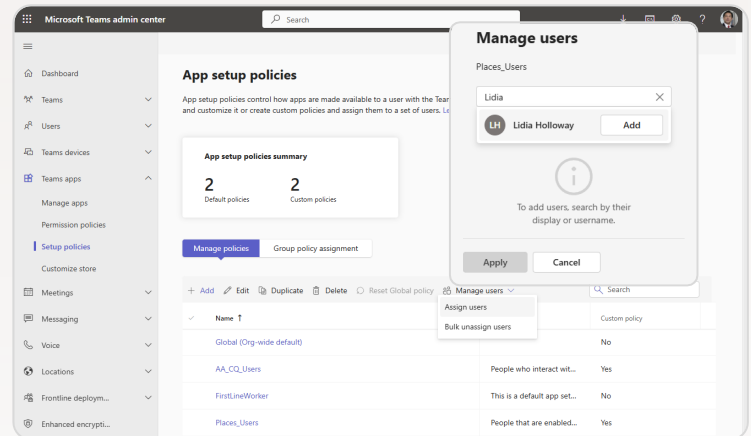 Microsoft Teams admin center
Search
?
Dashboard
Teams
Users
Teams devices
Teams apps
Manage apps
Permission policies
Setup policies
Customize store
Meetings
Messaging
Voice
Locations
Frontline deploym...
Enhanced encrypti...
App setup policies
App setup policies control how apps are made available to a user with the Tea
and customize it or create custom policies and assign them to a set of users.
App setup policies summary
2
Default policies
2
Custom policies
Manage policies
Group policy assignment
Add Edit Duplicate Delete Reset Global policy Manage users
Search
Assign users
Bulk unassign users
Name ↑
Custom policy
Global (Org-wide default)
No
AA_CQ_Users
People who interact wit...
Yes
FirstLineWorker
This is a default app set...
No
Places_Users
People that are enabled...
Yes
Manage users
Places_Users
Lidia
LH
Lidia Holloway
Add
To add users, search by their
display or username.
Apply
Cancel